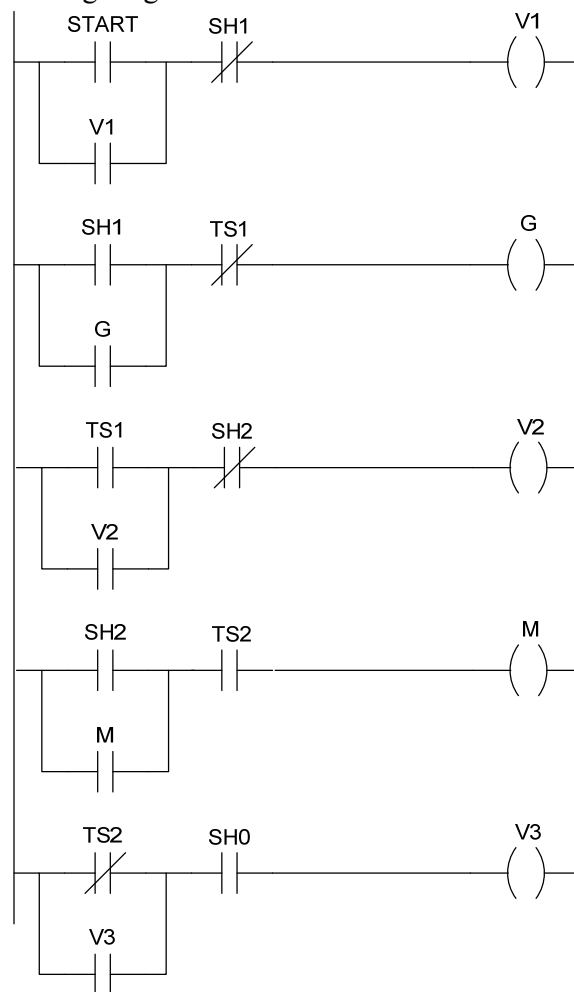 START SH1 V1
V1
SH1 TS1 G
G
TS1 SH2 V2
V2
SH2 TS2 M
M
TS2 SH0 V3
V3